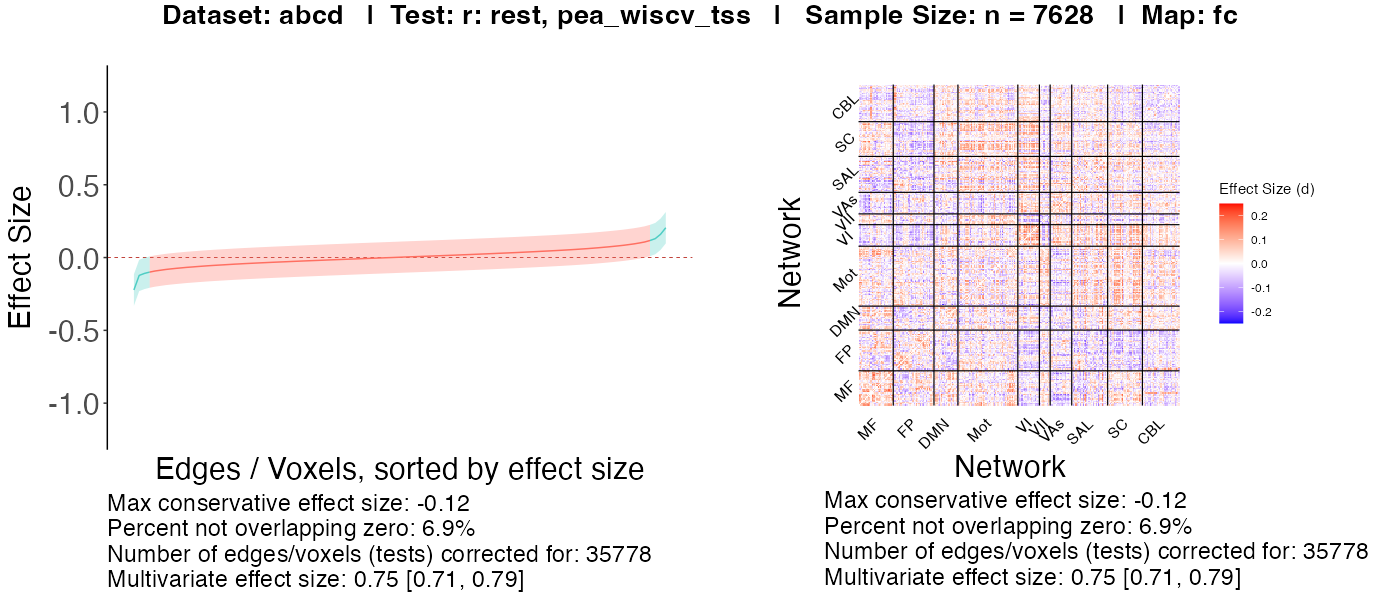 Dataset: abcd | Test: r: rest, pea_wiscv_tss | Sample Size: n = 7628 | Map: fc
Effect Size
1.0
0.5
0.0
-0.5
-1.0
Edges / Voxels, sorted by effect size
Max conservative effect size: -0.12
Percent not overlapping zero: 6.9%
Number of edges/voxels (tests) corrected for: 35778
Multivariate effect size: 0.75 [0.71, 0.79]
Network
CBL
SC
SAL
VAs
VII
VI
Mot
DMN
FP
MF
MF
FP
DMN
Mot
VI
VII
VAs
SAL
SC
CBL
Network
Effect Size (d)
0.2
0.1
0.0
-0.1
-0.2
Max conservative effect size: -0.12
Percent not overlapping zero: 6.9%
Number of edges/voxels (tests) corrected for: 35778
Multivariate effect size: 0.75 [0.71, 0.79]